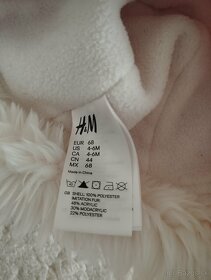 H&M
EUR 68
US 4-6M
CA 4-6M
CN 44
MX 68
GB SHELL: 100% POLYESTER
IMITATION FUR:
48% ACRYLIC
30% MODACRYLIC
22% POLYESTER
Made in China